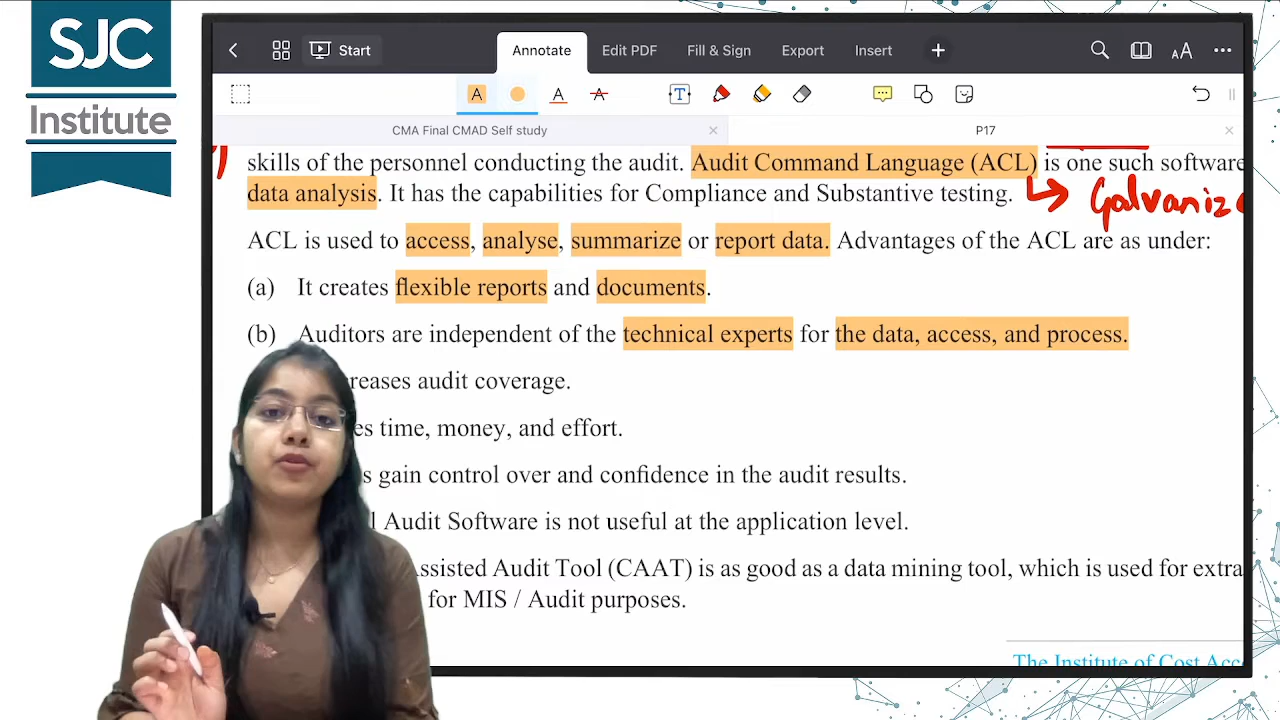 SJC
Institute
Start
Annotate
Edit PDF
Fill & Sign
Export
Insert
CMA Final CMAD Self study
P17
skills of the personnel conducting the audit. Audit Command Language (ACL) is one such software
data analysis. It has the capabilities for Compliance and Substantive testing.
Galvanize
ACL is used to access, analyse, summarize or report data. Advantages of the ACL are as under:
(a) It creates flexible reports and documents.
(b) Auditors are independent of the technical experts for the data, access, and process.
reases audit coverage.
es time, money, and effort.
s gain control over and confidence in the audit results.
l Audit Software is not useful at the application level.
ssisted Audit Tool (CAAT) is as good as a data mining tool, which is used for extra
for MIS / Audit purposes.
The Institute of Cost Acc